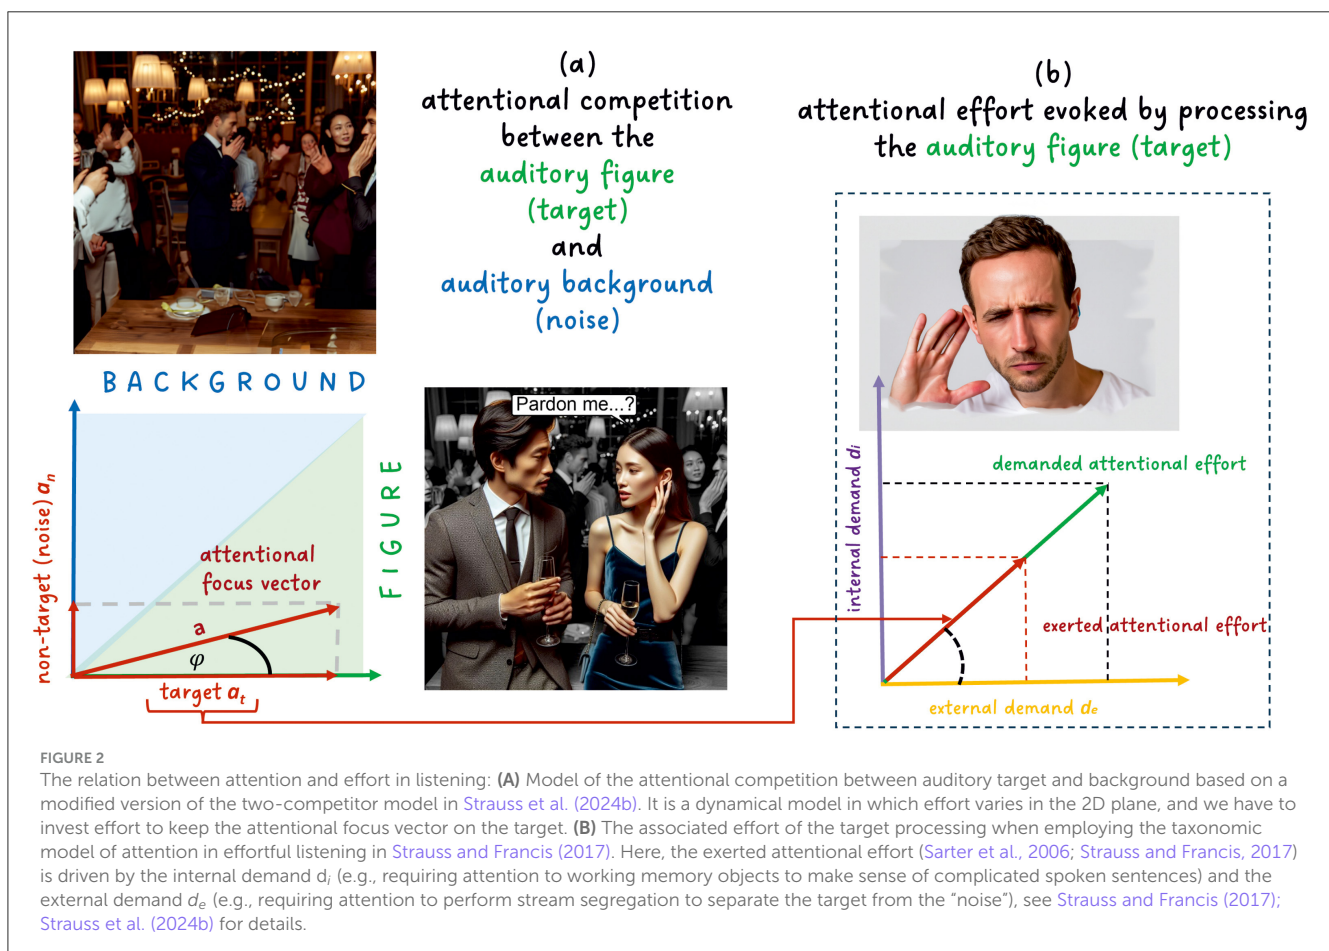 (a)
attentional competition
between the
auditory figure
(target)
and
auditory background
(noise)
(b)
attentional effort evoked by processing
the auditory figure (target)
BACKGROUND
FIGURE
non-target (noise) aₙ
attentional
focus vector
a
φ
target aₜ
Pardon me...?
internal demand dᵢ
demanded attentional effort
exerted attentional effort
external demand dₑ
FIGURE 2
The relation between attention and effort in listening: (A) Model of the attentional competition between auditory target and background based on a
modified version of the two-competitor model in Strauss et al. (2024b). It is a dynamical model in which effort varies in the 2D plane, and we have to
invest effort to keep the attentional focus vector on the target. (B) The associated effort of the target processing when employing the taxonomic
model of attention in effortful listening in Strauss and Francis (2017). Here, the exerted attentional effort (Sarter et al., 2006; Strauss and Francis, 2017)
is driven by the internal demand dᵢ (e.g., requiring attention to working memory objects to make sense of complicated spoken sentences) and the
external demand dₑ (e.g., requiring attention to perform stream segregation to separate the target from the “noise”), see Strauss and Francis (2017);
Strauss et al. (2024b) for details.